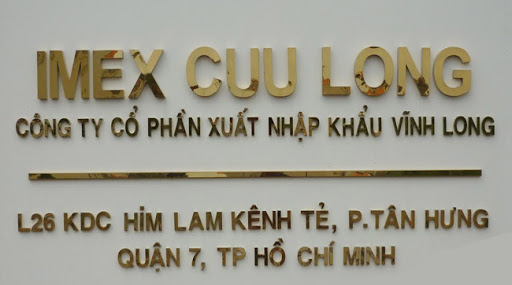 IMEX CUU LONG
CÔNG TY CỔ PHẦN XUẤT NHẬP KHẨU VĨNH LONG
L26 KDC HIM LAM KÊNH TẺ, P.TÂN HƯNG
QUẬN 7, TP HỒ CHÍ MINH